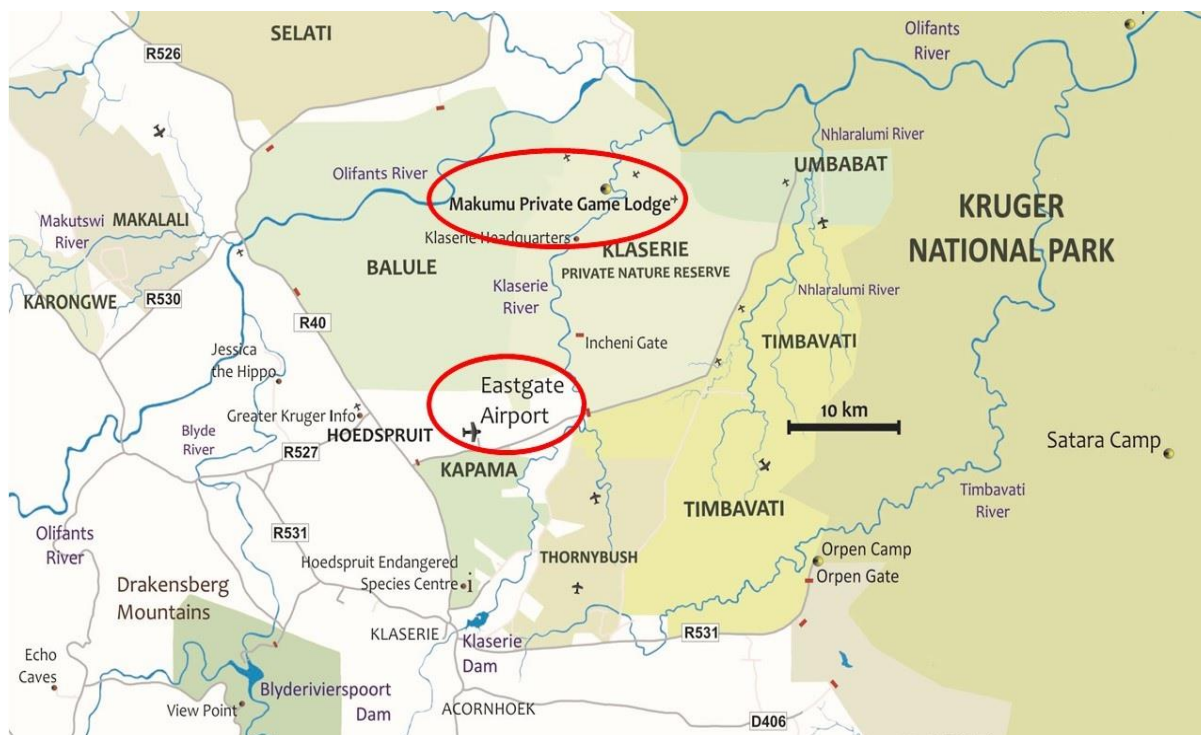 SELATI
R526
Olifants
River
Nhlaralumi River
Olifants River
UMBABAT
Makumu Private Game Lodge
Makutswi
River
MAKALALI
KRUGER
NATIONAL PARK
Klaserie Headquarters
KLASERIE
PRIVATE NATURE RESERVE
BALULE
Klaserie
River
Nhlaralumi River
KARONGWE
R530
R40
Incheni Gate
TIMBAVATI
Jessica
the Hippo
Eastgate
Airport
10 km
Greater Kruger Info
HOEDSPRUIT
Blyde
River
R527
KAPAMA
Satara Camp
TIMBAVATI
Timbavati
River
Olifants
River
R531
Hoedspruit Endangered
Species Centre
i
THORNYBUSH
Orpen Camp
Orpen Gate
Drakensberg
Mountains
KLASERIE
Klaserie
Dam
R531
Echo
Caves
Blyderivierspoort
Dam
View Point
ACORNHOEK
D406